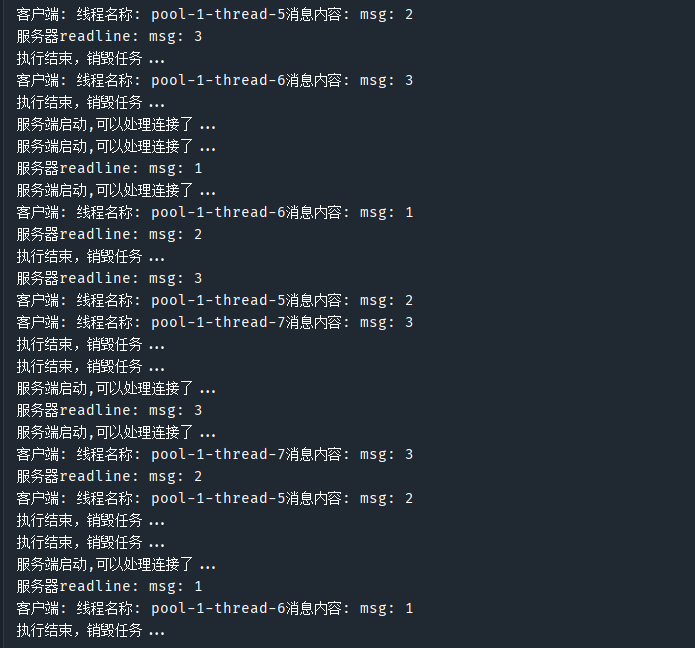 客户端: 线程名称: pool-1-thread-5消息内容: msg: 2
服务器readline: msg: 3
执行结束，销毁任务...
客户端: 线程名称: pool-1-thread-6消息内容: msg: 3
执行结束，销毁任务...
服务端启动,可以处理连接了...
服务端启动,可以处理连接了...
服务器readline: msg: 1
服务端启动,可以处理连接了...
客户端: 线程名称: pool-1-thread-6消息内容: msg: 1
服务器readline: msg: 2
执行结束，销毁任务...
服务器readline: msg: 3
客户端: 线程名称: pool-1-thread-5消息内容: msg: 2
客户端: 线程名称: pool-1-thread-7消息内容: msg: 3
执行结束，销毁任务...
执行结束，销毁任务...
服务端启动,可以处理连接了...
服务器readline: msg: 3
服务端启动,可以处理连接了...
客户端: 线程名称: pool-1-thread-7消息内容: msg: 3
服务器readline: msg: 2
客户端: 线程名称: pool-1-thread-5消息内容: msg: 2
执行结束，销毁任务...
执行结束，销毁任务...
服务端启动,可以处理连接了...
服务器readline: msg: 1
客户端: 线程名称: pool-1-thread-6消息内容: msg: 1
执行结束，销毁任务...